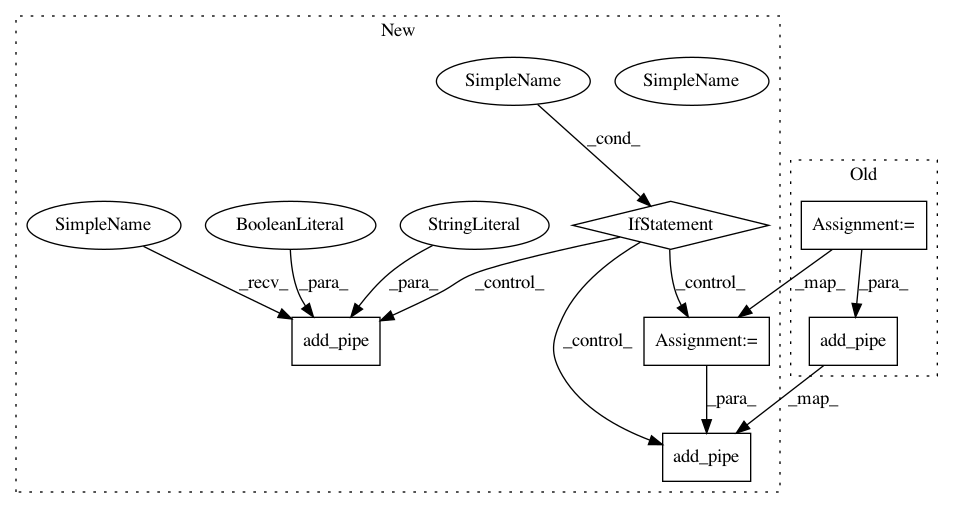 New
SimpleName
SimpleName
_cond_
Old
SimpleName
BooleanLiteral
StringLiteral
IfStatement
Assignment:=
_recv_
_para_
_para_
_control_
_control_
_map_
_para_
add_pipe
_control_
Assignment:=
add_pipe
_para_
_map_
add_pipe